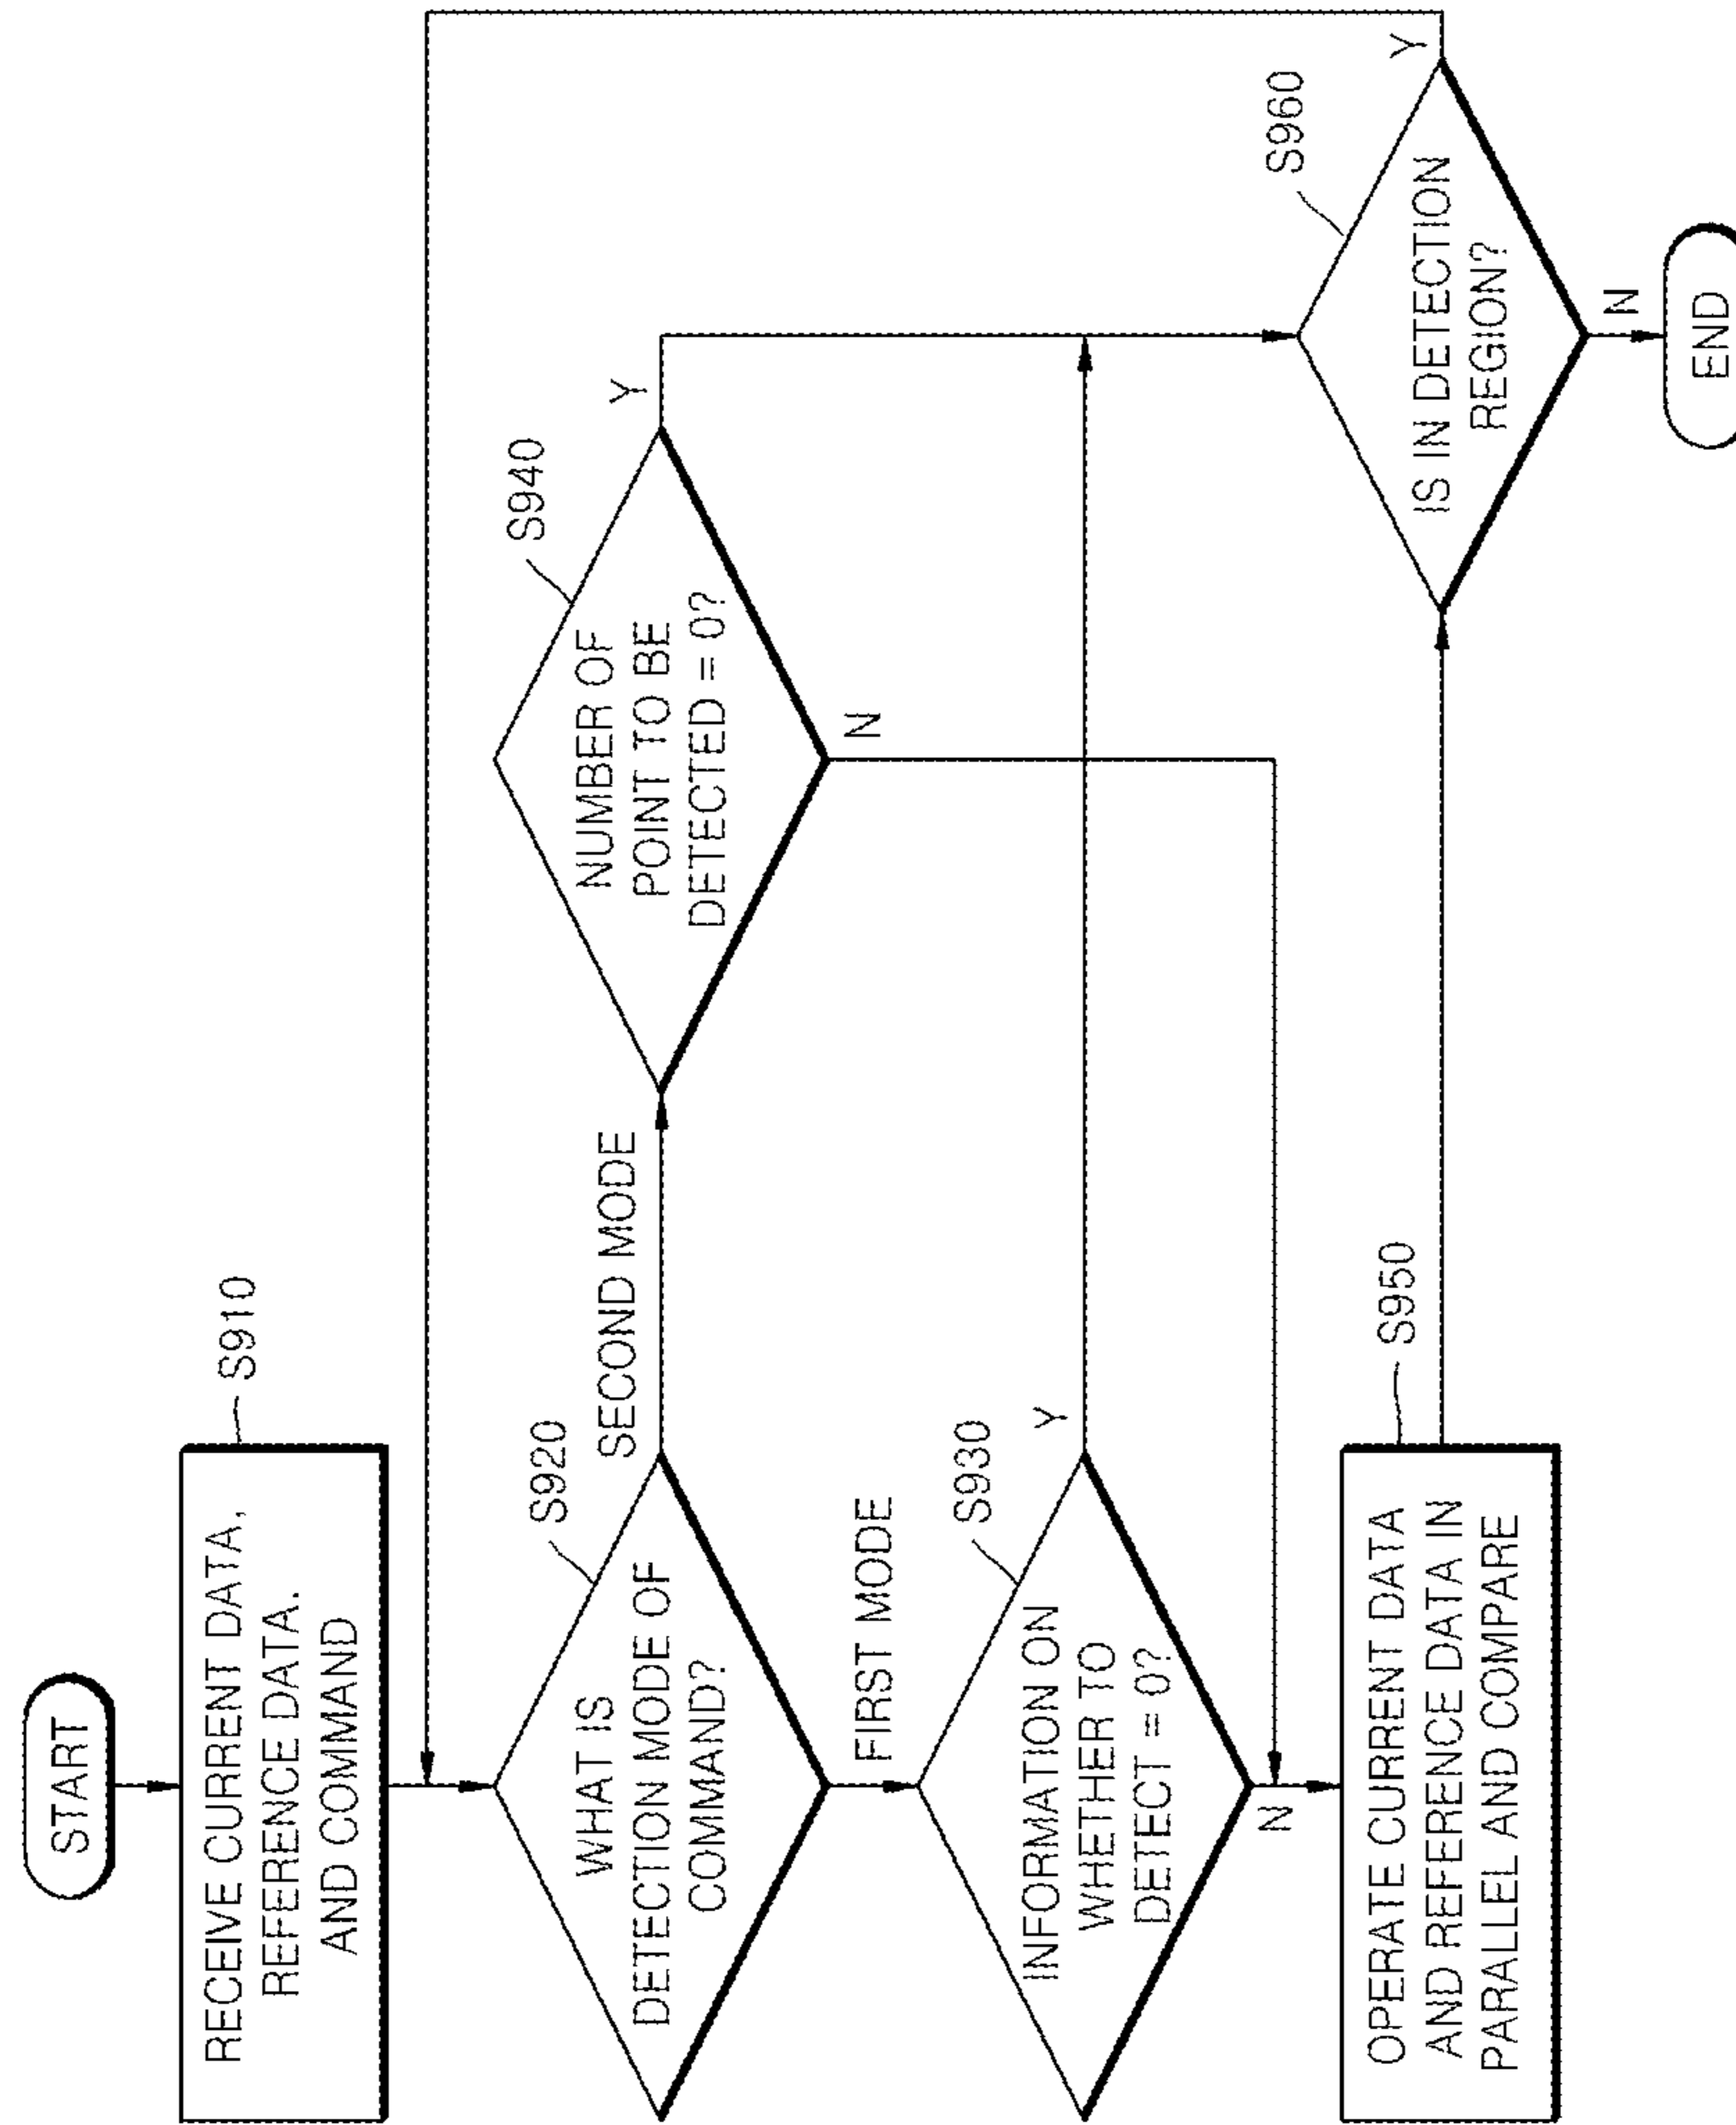 START
RECEIVE CURRENT DATA,
REFERENCE DATA.
AND COMMAND
S910
WHAT IS
DETECTION MODE OF
COMMAND?
S920
SECOND MODE
NUMBER OF
POINT TO BE
DETECTED = 0?
S940
Y
N
FIRST MODE
INFORMATION ON
WHETHER TO
DETECT = 0?
S930
Y
N
OPERATE CURRENT DATA
AND REFERENCE DATA IN
PARALLEL AND COMPARE
S950
IS IN DETECTION
REGION?
S960
Y
N
END